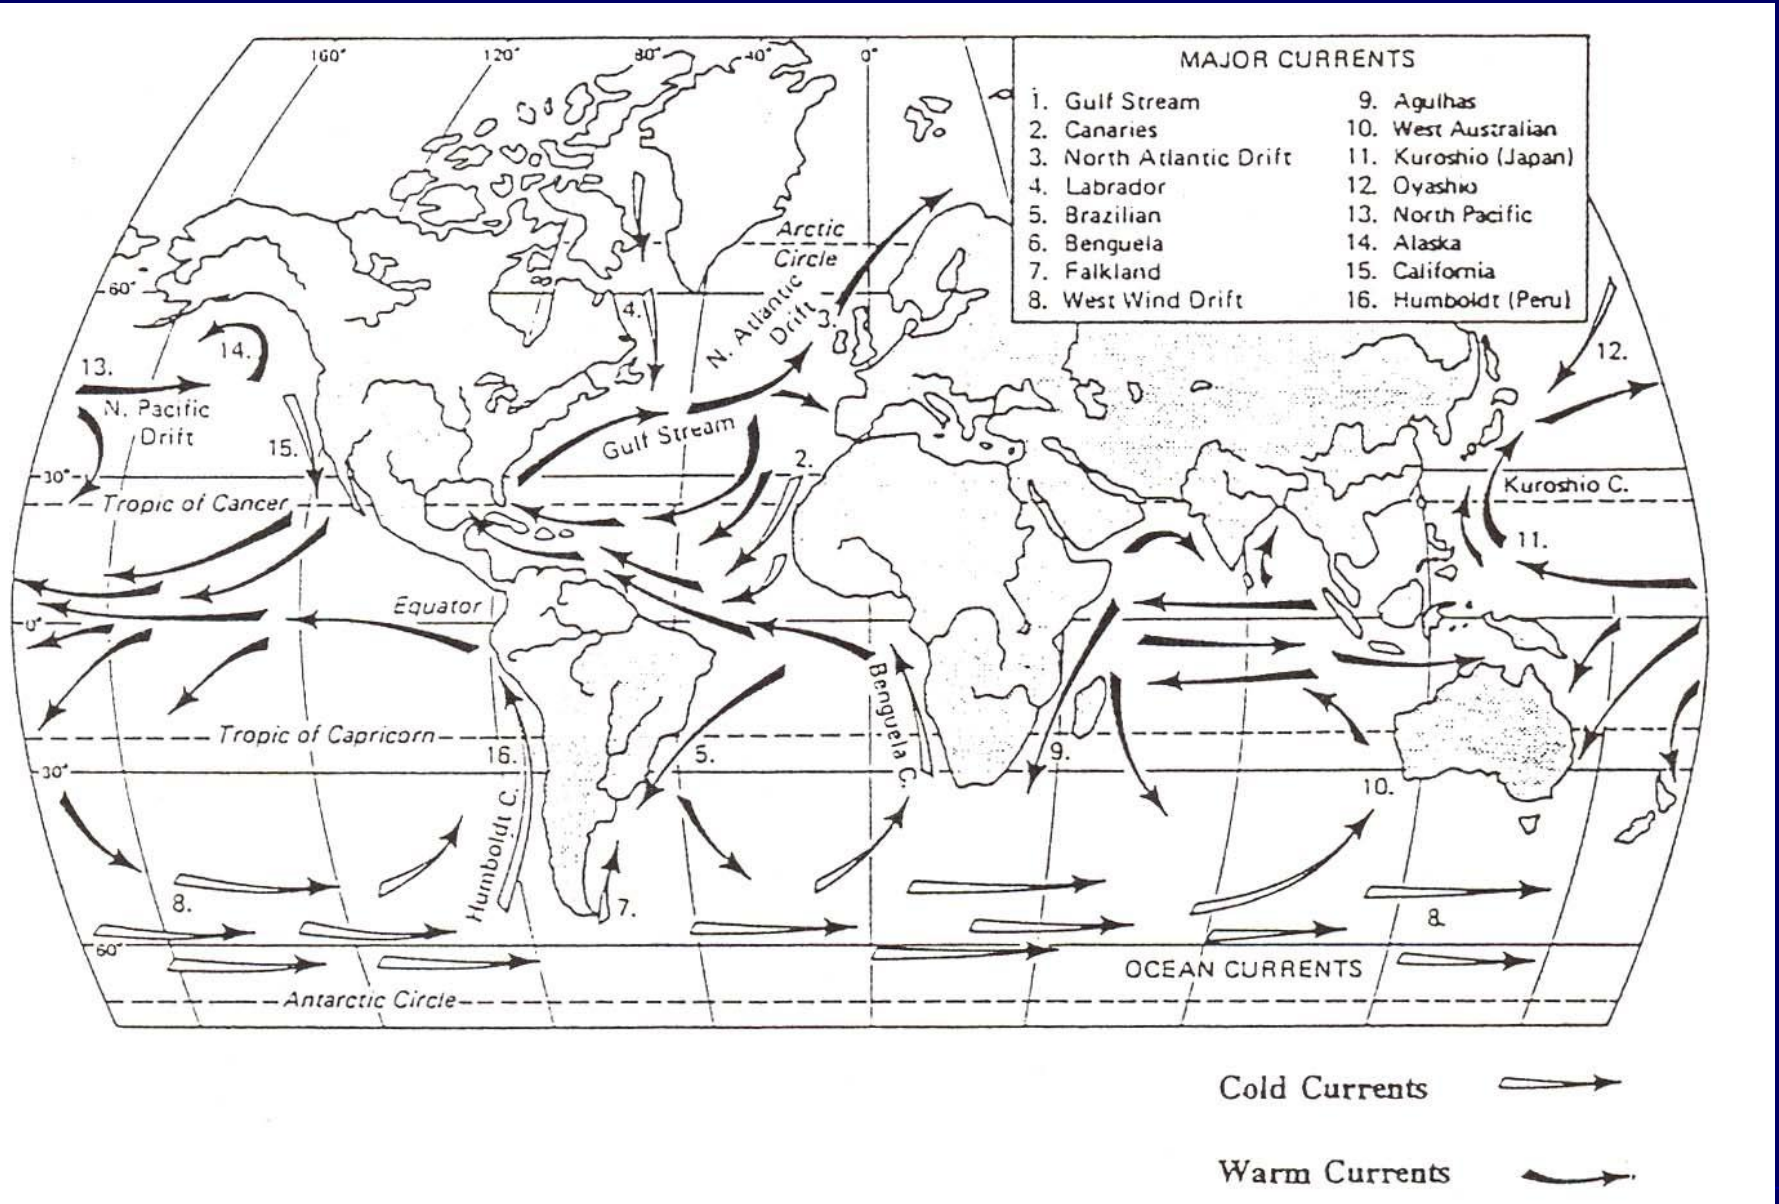 160° 120° 80° 40° 0°
MAJOR CURRENTS
1. Gulf Stream
2. Canaries
3. North Atlantic Drift
4. Labrador
5. Brazilian
6. Benguela
7. Falkland
8. West Wind Drift
9. Agulhas
10. West Australian
11. Kuroshio (Japan)
12. Oyashio
13. North Pacific
14. Alaska
15. California
16. Humboldt (Peru)
Arctic
Circle
60°
4.
N. Atlantic
Drift
3.
14.
13.
12.
N. Pacific
Drift
Gulf Stream
15.
2.
30°
Kuroshio C.
Tropic of Cancer
11.
Equator
0°
Benguela C.
Tropic of Capricorn
16.
5.
9.
30°
10.
Humboldt C.
8.
7.
8.
60°
OCEAN CURRENTS
Antarctic Circle
Cold Currents
Warm Currents